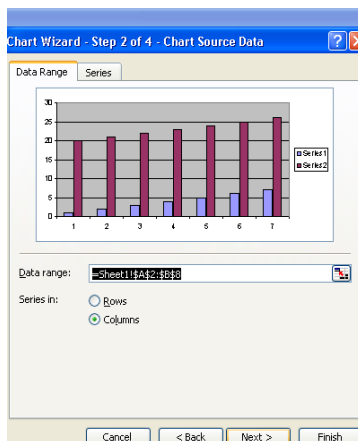 Chart Wizard - Step 2 of 4 - Chart Source Data
Data Range Series
30
25
20
15
10
5
0
1 2 3 4 5 6 7
Series1
Series2
Data range: =Sheet1!$A$2:$B$8
Series in: Rows
Columns
Cancel < Back Next > Finish